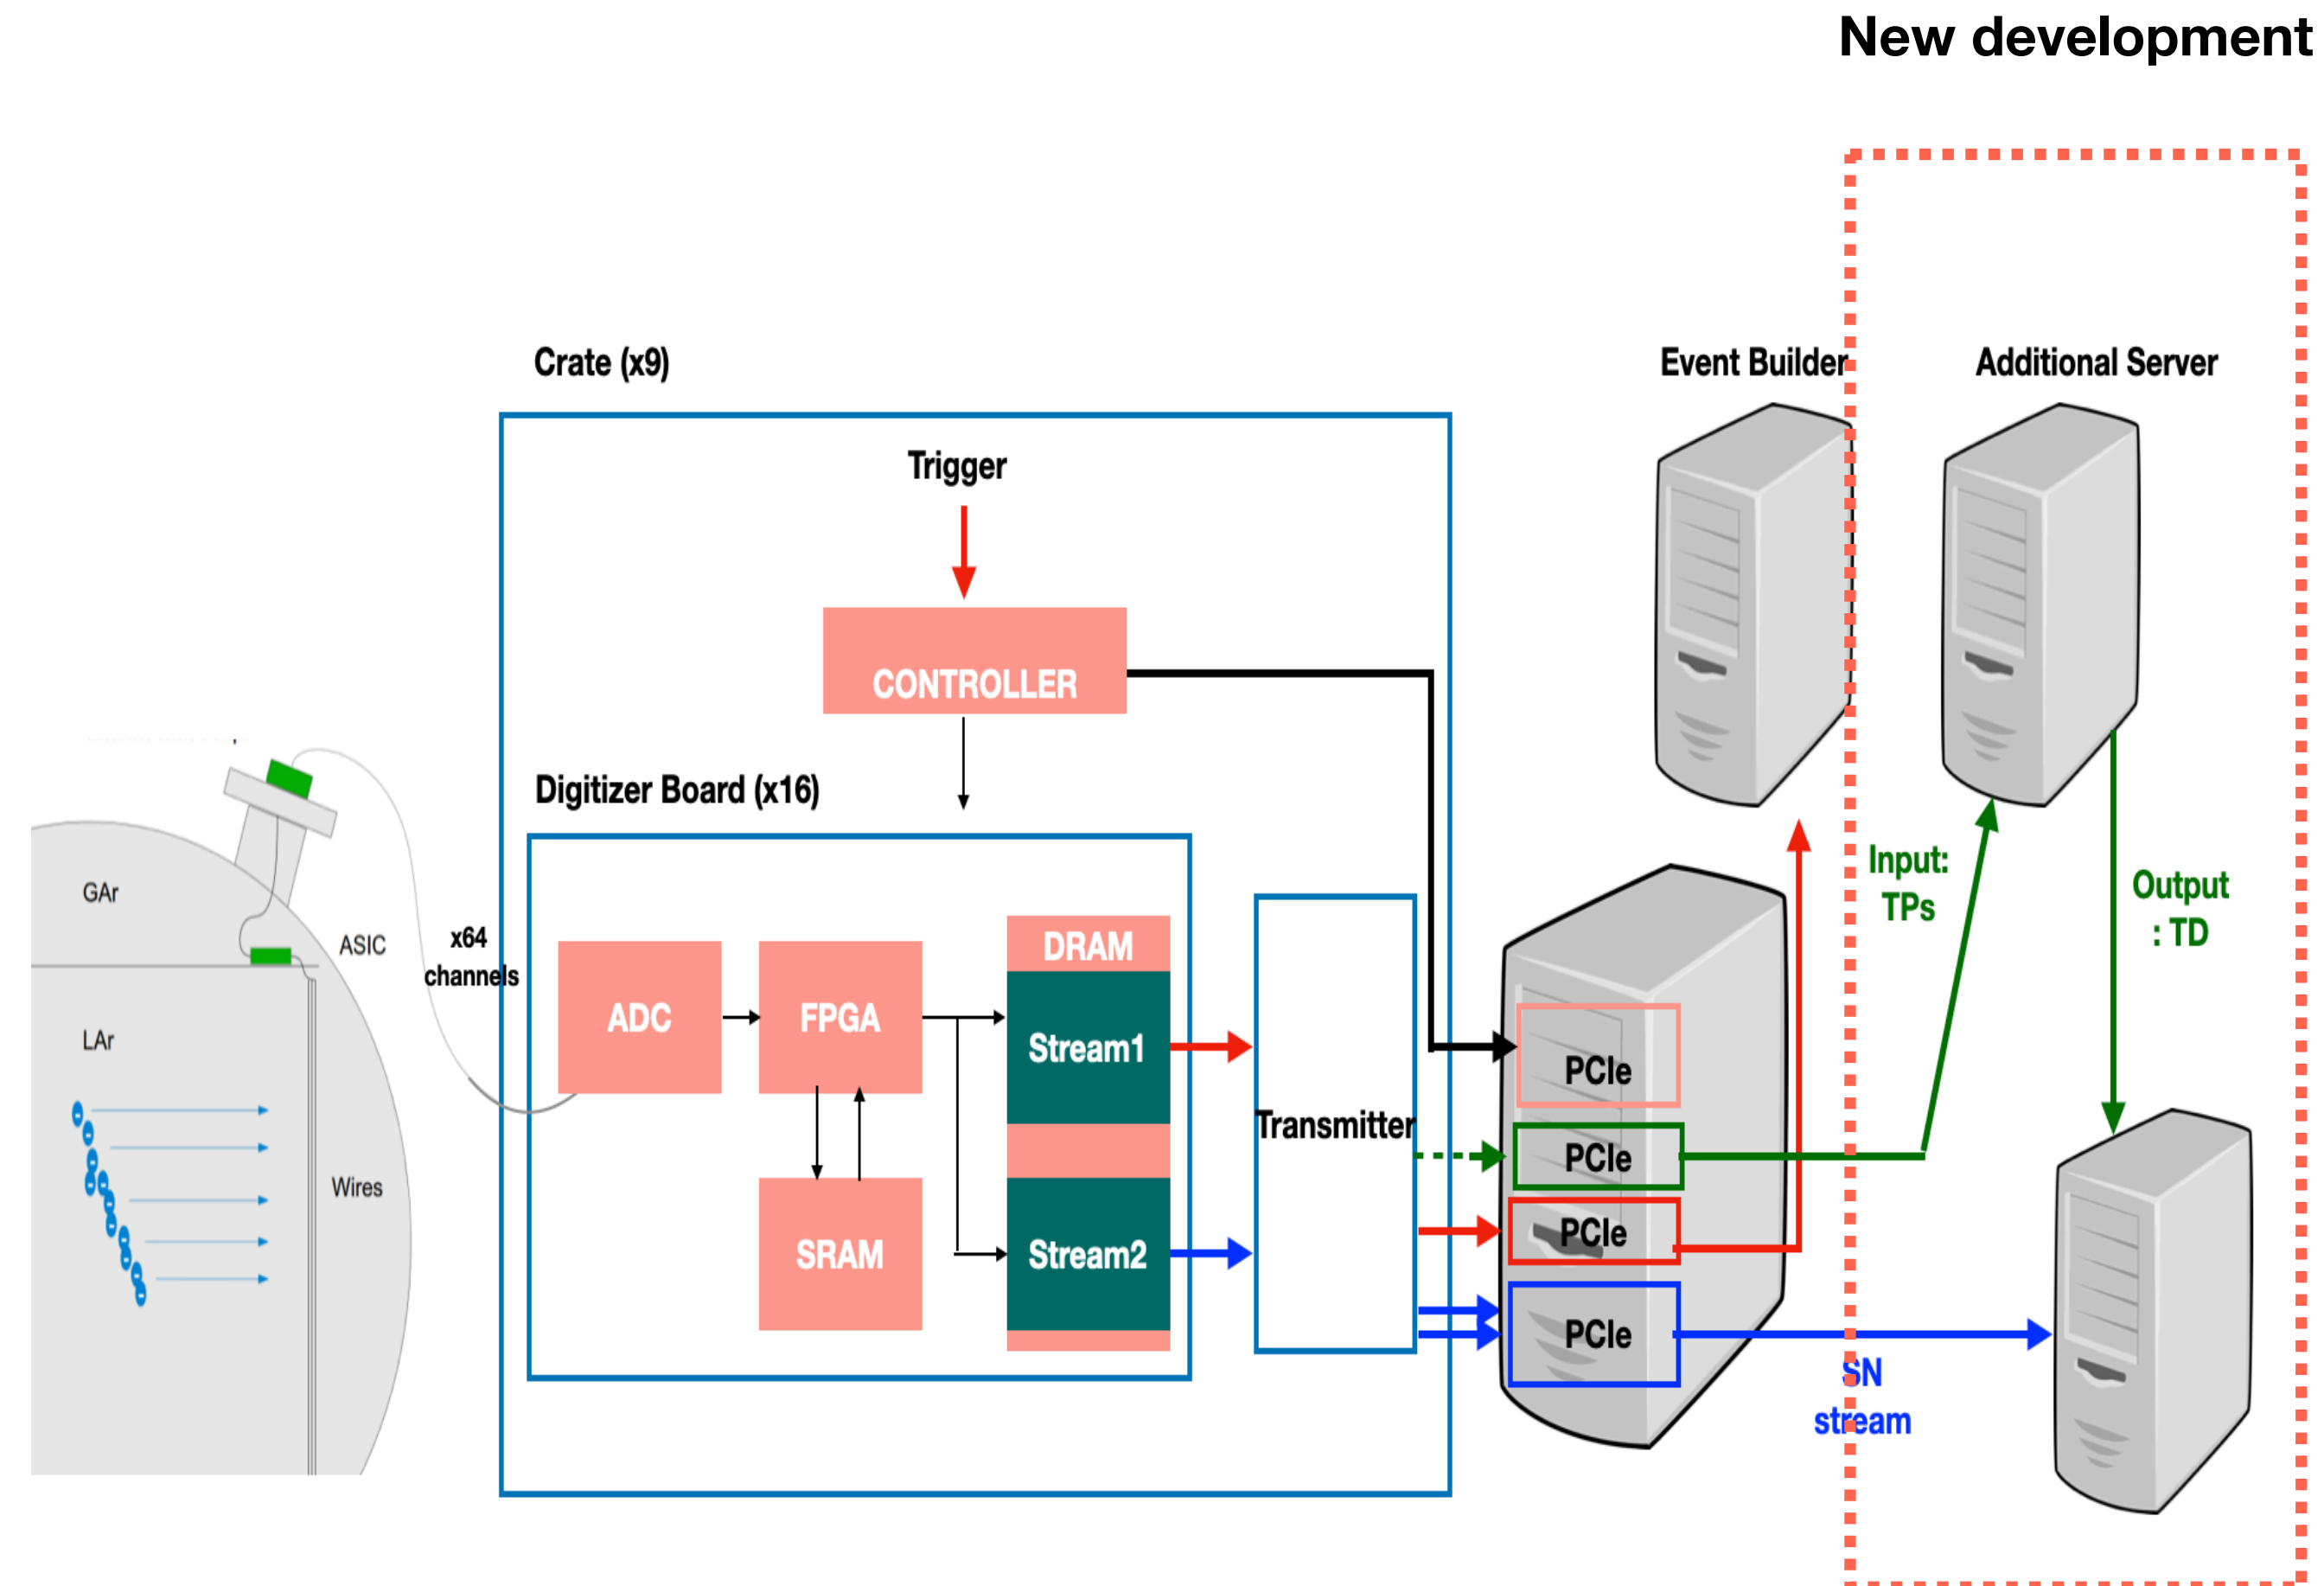 New development
Crate (x9)
Event Builder
Additional Server
Trigger
CONTROLLER
Digitizer Board (x16)
GAr
ASIC
x64
channels
LAr
Wires
ADC
FPGA
DRAM
Stream1
SRAM
Stream2
Transmitter
PCIe
PCIe
PCIe
PCIe
Input:
TPs
Output
: TD
SN
stream